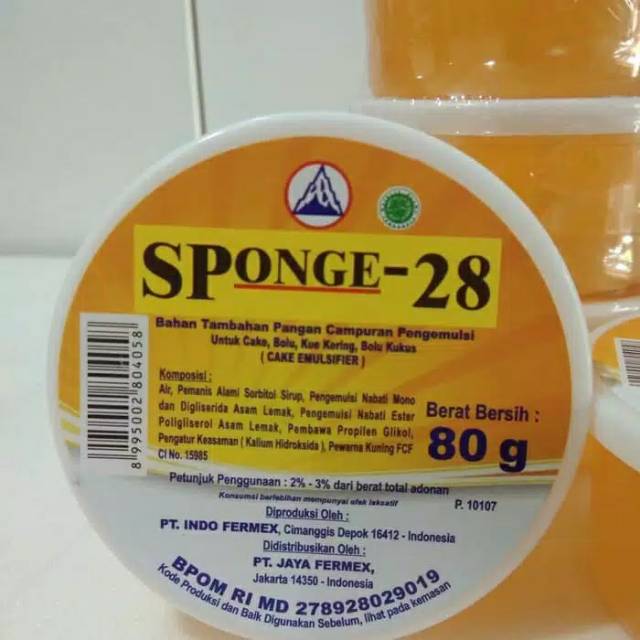 SPONGE-28
Bahan Tambahan Pangan Campuran Pengemulsi
Untuk Cake, Bolu, Kue Kering, Bolu Kukus
( CAKE EMULSIFIER )
Komposisi :
Air, Pemanis Alami Sorbitol Sirup, Pengemulsi Nabati Mono
dan Digliserida Asam Lemak, Pengemulsi Nabati Ester
Poligliserol Asam Lemak, Pembawa Propilen Glikol,
Pengatur Keasaman ( Kalium Hidroksida ), Pewarna Kuning FCF
CI No. 15985
Berat Bersih :
80 g
8995002804058
Petunjuk Penggunaan : 2% - 3% dari berat total adonan
Konsumsi berlebihan mempunyai efek laksatif
P. 10107
Diproduksi Oleh :
PT. INDO FERMEX, Cimanggis Depok 16412 - Indonesia
Didistribusikan Oleh :
PT. JAYA FERMEX,
Jakarta 14350 - Indonesia
BPOM RI MD 278928029019
Kode Produksi dan Baik Digunakan Sebelum, lihat pada kemasan